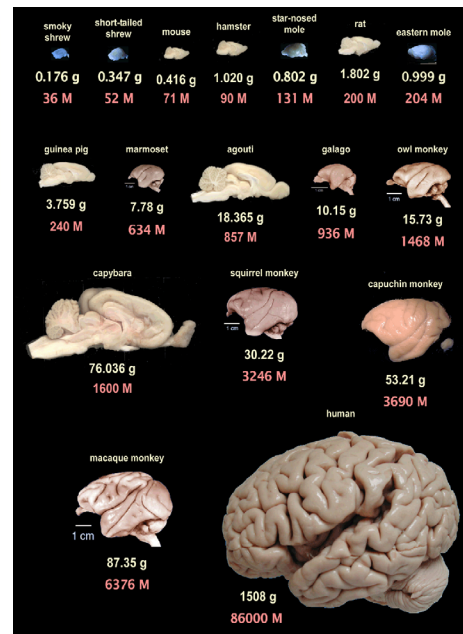 smoky shrew
short-tailed shrew
mouse
hamster
star-nosed mole
rat
eastern mole
0.176 g
0.347 g
0.416 g
1.020 g
0.802 g
1.802 g
0.999 g
36 M
52 M
71 M
90 M
131 M
200 M
204 M
guinea pig
marmoset
agouti
galago
owl monkey
1 cm
3.759 g
7.78 g
18.365 g
10.15 g
15.73 g
240 M
634 M
857 M
936 M
1468 M
capybara
squirrel monkey
capuchin monkey
1 cm
76.036 g
30.22 g
53.21 g
1600 M
3246 M
3690 M
human
macaque monkey
1 cm
87.35 g
6376 M
1508 g
86000 M